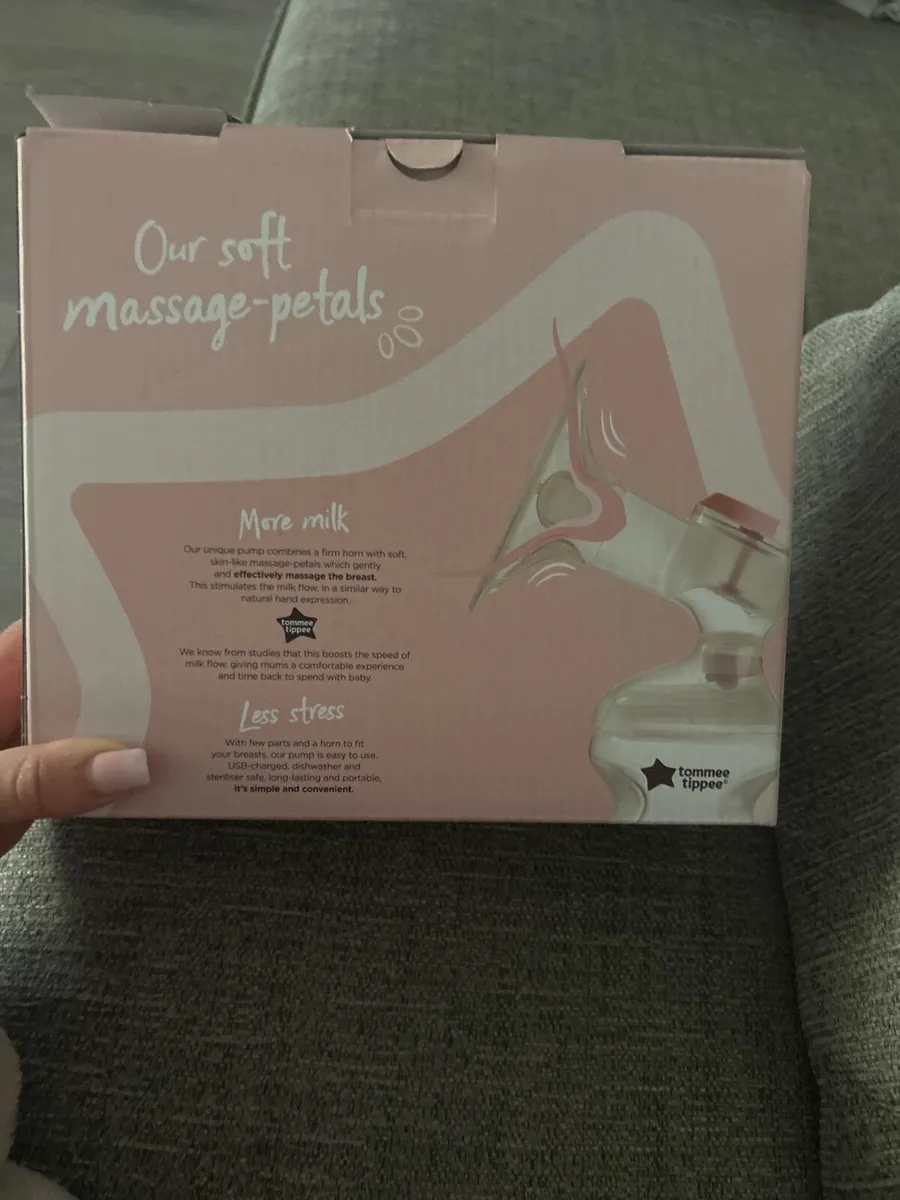 Our soft
massage-petals
More milk
Our unique pump combines a firm horn with soft,
skin-like massage-petals which gently
and effectively massage the breast.
This stimulates the milk flow, in a similar way to
natural hand expression.
tommee
tippee
We know from studies that this boosts the speed of
milk flow, giving mums a comfortable experience
and time back to spend with baby.
Less stress
With few parts and a horn to fit
your breasts, our pump is easy to use.
USB-charged, dishwasher and
steriliser safe, long-lasting and portable,
it's simple and convenient.
tommee
tippee®